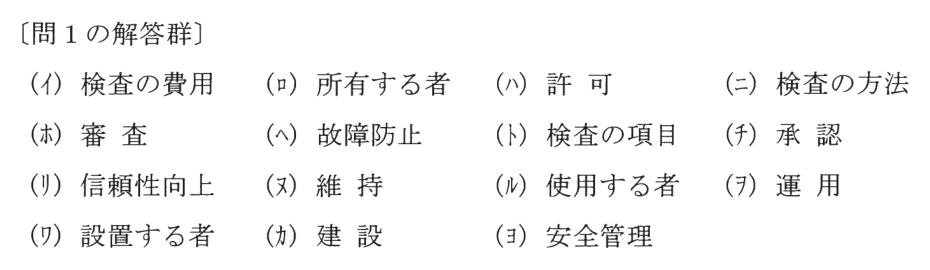 〔問1の解答群〕
(イ) 検査の費用 (ロ) 所有する者 (ハ) 許 可 (ニ) 検査の方法
(ホ) 審 査 (ヘ) 故障防止 (ト) 検査の項目 (チ) 承 認
(リ) 信頼性向上 (ヌ) 維 持 (ル) 使用する者 (ヲ) 運 用
(ワ) 設置する者 (カ) 建 設 (ヨ) 安全管理